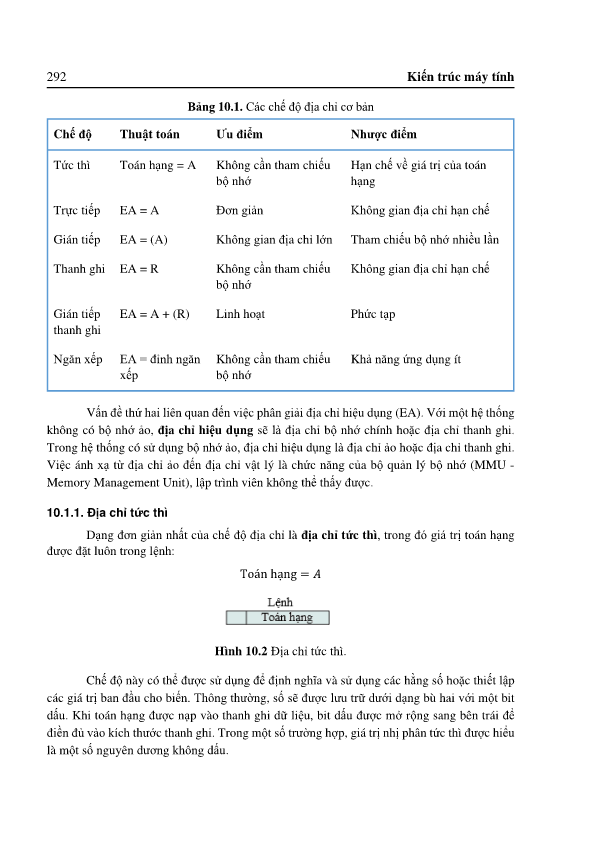 292 Kiến trúc máy tính
Bảng 10.1. Các chế độ địa chỉ cơ bản
Chế độ Thuật toán Ưu điểm Nhược điểm
Tức thì Toán hạng = A Không cần tham chiếu Hạn chế về giá trị của toán
bộ nhớ hạng
Trực tiếp EA = A Đơn giản Không gian địa chỉ hạn chế
Gián tiếp EA = (A) Không gian địa chỉ lớn Tham chiếu bộ nhớ nhiều lần
Thanh ghi EA = R Không cần tham chiếu Không gian địa chỉ hạn chế
bộ nhớ
Gián tiếp EA = A + (R) Linh hoạt Phức tạp
thanh ghi
Ngăn xếp EA = đỉnh ngăn Không cần tham chiếu Khả năng ứng dụng ít
xếp bộ nhớ
Vấn đề thứ hai liên quan đến việc phân giải địa chỉ hiệu dụng (EA). Với một hệ thống
không có bộ nhớ ảo, địa chỉ hiệu dụng sẽ là địa chỉ bộ nhớ chính hoặc địa chỉ thanh ghi.
Trong hệ thống có sử dụng bộ nhớ ảo, địa chỉ hiệu dụng là địa chỉ ảo hoặc địa chỉ thanh ghi.
Việc ánh xạ từ địa chỉ ảo đến địa chỉ vật lý là chức năng của bộ quản lý bộ nhớ (MMU -
Memory Management Unit), lập trình viên không thể thấy được.
10.1.1. Địa chỉ tức thì
Dạng đơn giản nhất của chế độ địa chỉ là địa chỉ tức thì, trong đó giá trị toán hạng
được đặt luôn trong lệnh:
Toán hạng = A
Lệnh
Toán hạng
Hình 10.2 Địa chỉ tức thì.
Chế độ này có thể được sử dụng để định nghĩa và sử dụng các hằng số hoặc thiết lập
các giá trị ban đầu cho biến. Thông thường, số sẽ được lưu trữ dưới dạng bù hai với một bit
dấu. Khi toán hạng được nạp vào thanh ghi dữ liệu, bit dấu được mở rộng sang bên trái để
điền đủ vào kích thước thanh ghi. Trong một số trường hợp, giá trị nhị phân tức thì được hiểu
là một số nguyên dương không dấu.